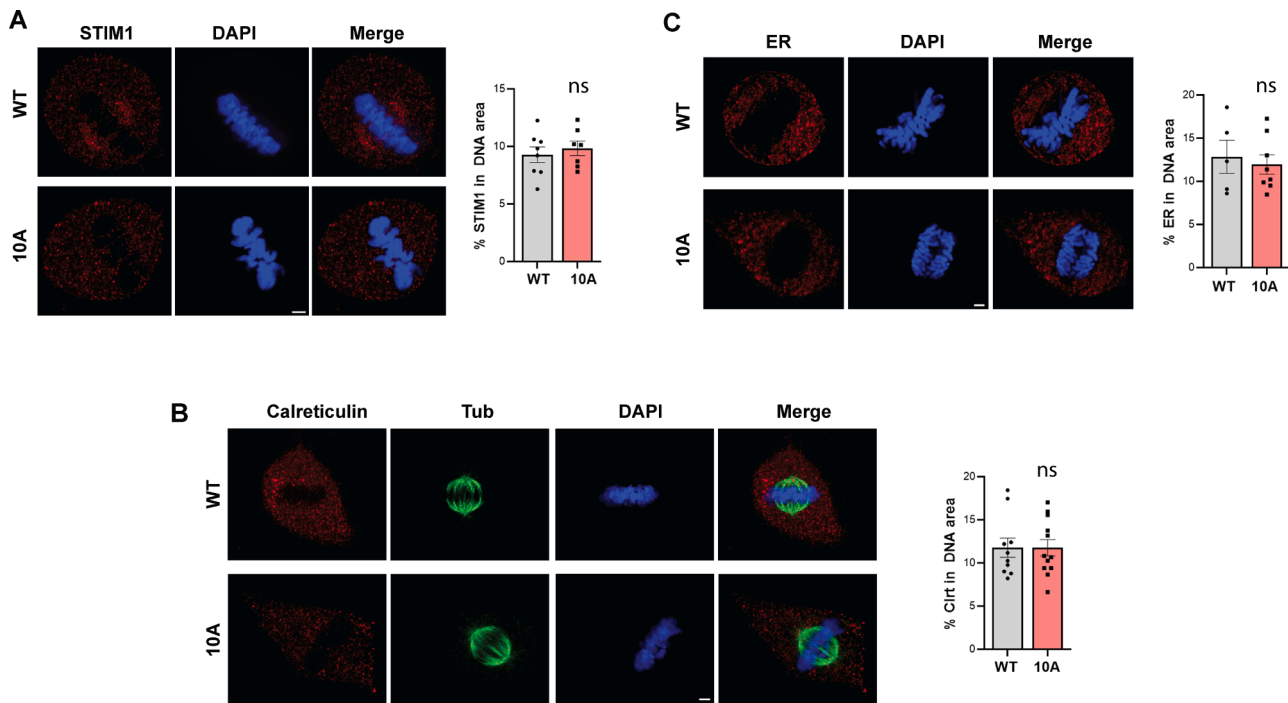 A
STIM1 DAPI Merge
WT
10A
% STIM1 in DNA area
15
10
5
0
ns
WT 10A
C
ER DAPI Merge
WT
10A
% ER in DNA area
20
15
10
5
0
ns
WT 10A
B
Calreticulin Tub DAPI Merge
WT
10A
% Clrt in DNA area
20
15
10
5
0
ns
WT 10A